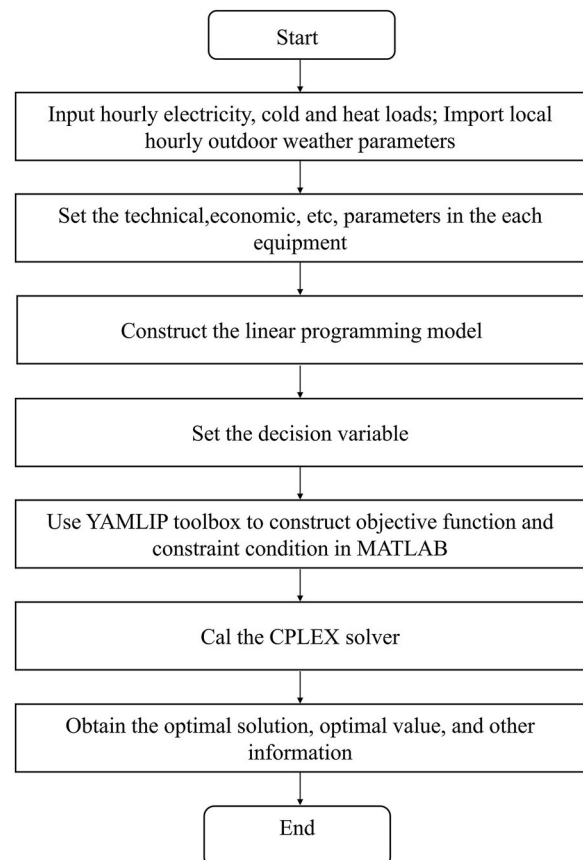 Start
Input hourly electricity, cold and heat loads; Import local
hourly outdoor weather parameters
Set the technical,economic, etc, parameters in the each
equipment
Construct the linear programming model
Set the decision variable
Use YAMLIP toolbox to construct objective function and
constraint condition in MATLAB
Cal the CPLEX solver
Obtain the optimal solution, optimal value, and other
information
End